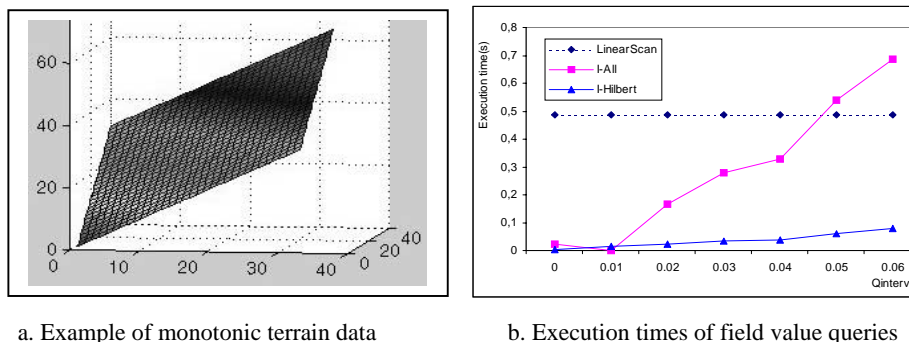 60
40
20
0
0
10
20
30
40
0
20
40
Execution time(s)
0,8
0,7
0,6
0,5
0,4
0,3
0,2
0,1
0
LinearScan
I-All
I-Hilbert
0 0.01 0.02 0.03 0.04 0.05 0.06
Qinterv
a. Example of monotonic terrain data
b. Execution times of field value queries